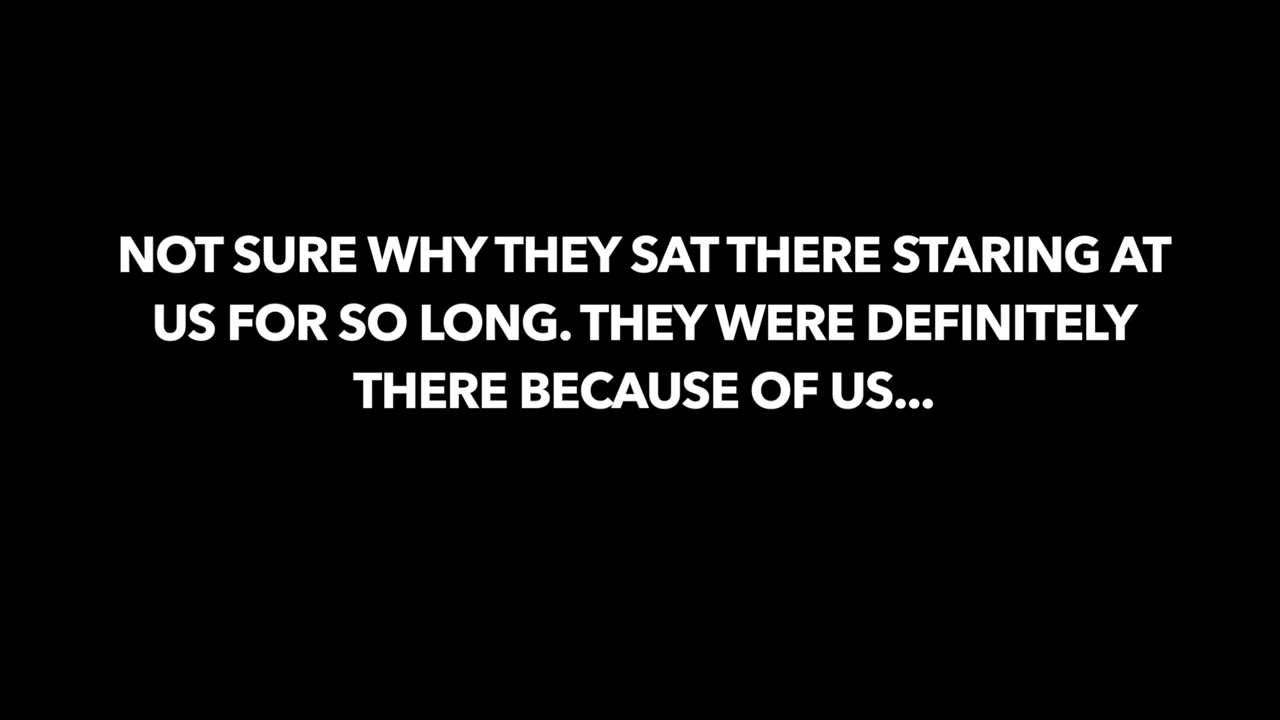 NOT SURE WHY THEY SAT THERE STARING AT
US FOR SO LONG. THEY WERE DEFINITELY
THERE BECAUSE OF US...